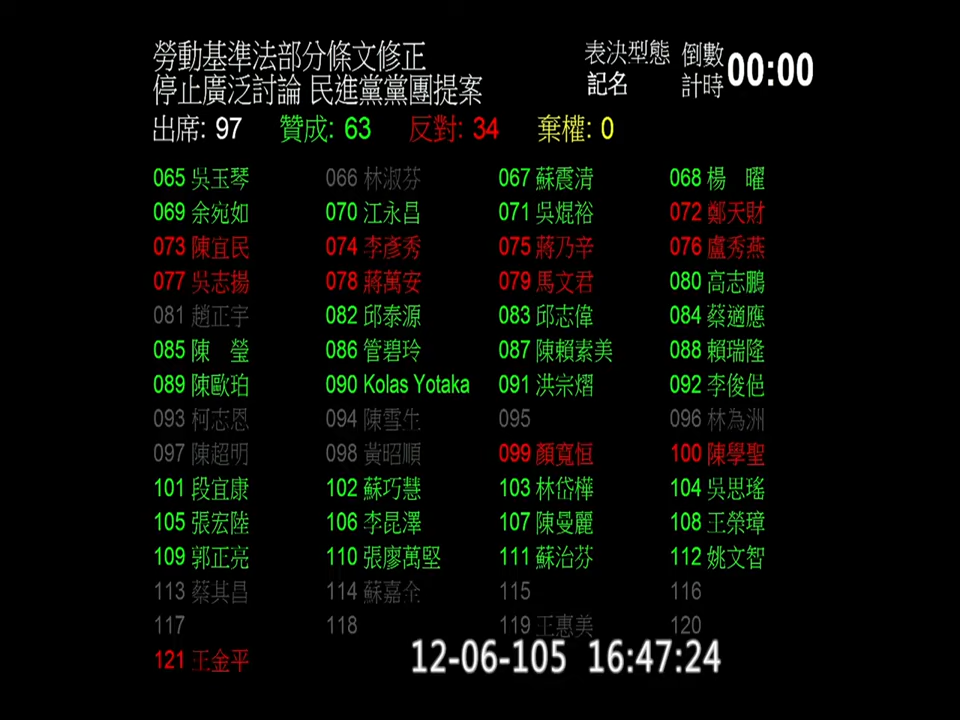 勞動基準法部分條文修正
停止廣泛討論 民進黨黨團提案
表決型態 記名
倒數計時 00:00
出席: 97 贊成: 63 反對: 34 棄權: 0
065 吳玉琴 066 林淑芬 067 蘇震清 068 楊 曜
069 余宛如 070 江永昌 071 吳焜裕 072 鄭天財
073 陳宜民 074 李彥秀 075 蔣乃辛 076 盧秀燕
077 吳志揚 078 蔣萬安 079 馬文君 080 高志鵬
081 趙正宇 082 邱泰源 083 邱志偉 084 蔡適應
085 陳 瑩 086 管碧玲 087 陳賴素美 088 賴瑞隆
089 陳歐珀 090 Kolas Yotaka 091 洪宗熠 092 李俊俋
093 柯志恩 094 陳雪生 095 096 林為洲
097 陳超明 098 黃昭順 099 顏寬恒 100 陳學聖
101 段宜康 102 蘇巧慧 103 林岱樺 104 吳思瑤
105 張宏陸 106 李昆澤 107 陳曼麗 108 王榮璋
109 郭正亮 110 張廖萬堅 111 蘇治芬 112 姚文智
113 蔡其昌 114 蘇嘉全 115 116
117 118 119 王惠美 120
121 王金平
12-06-105 16:47:24